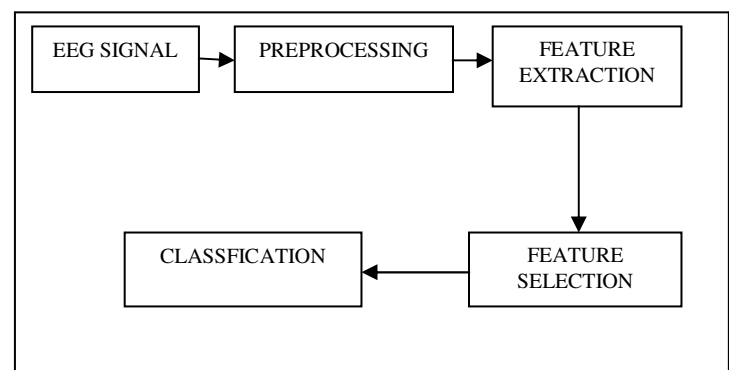 EEG SIGNAL
PREPROCESSING
FEATURE
EXTRACTION
FEATURE
SELECTION
CLASSFICATION